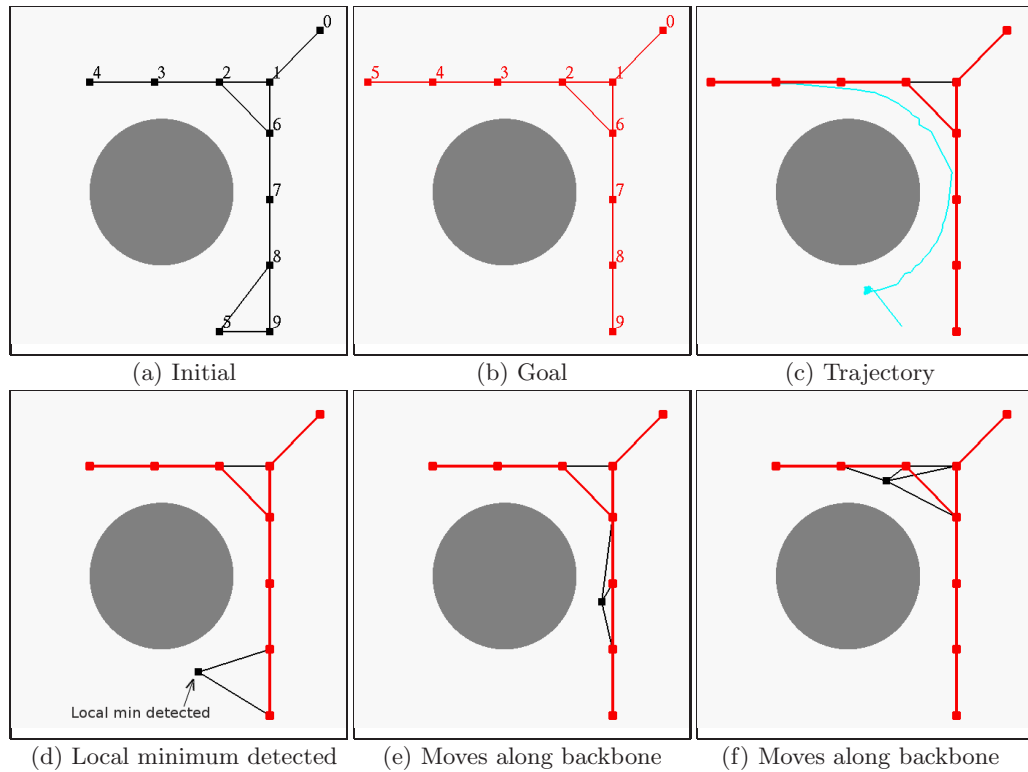 0
4 3 2 1
6
7
8
5 9
(a) Initial
0
5 4 3 2 1
6
7
8
9
(b) Goal
(c) Trajectory
Local min detected
(d) Local minimum detected
(e) Moves along backbone
(f) Moves along backbone